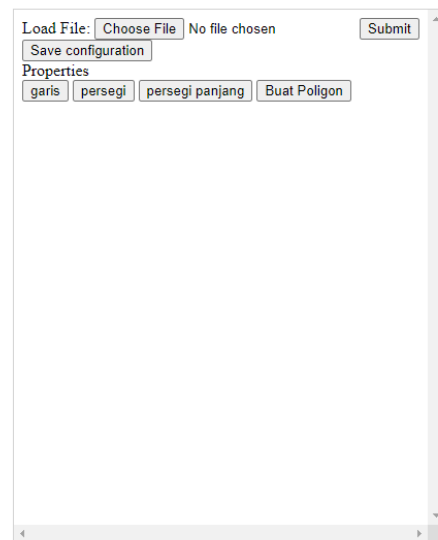 Load File: Choose File No file chosen Submit
Save configuration
Properties
garis persegi persegi panjang Buat Poligon